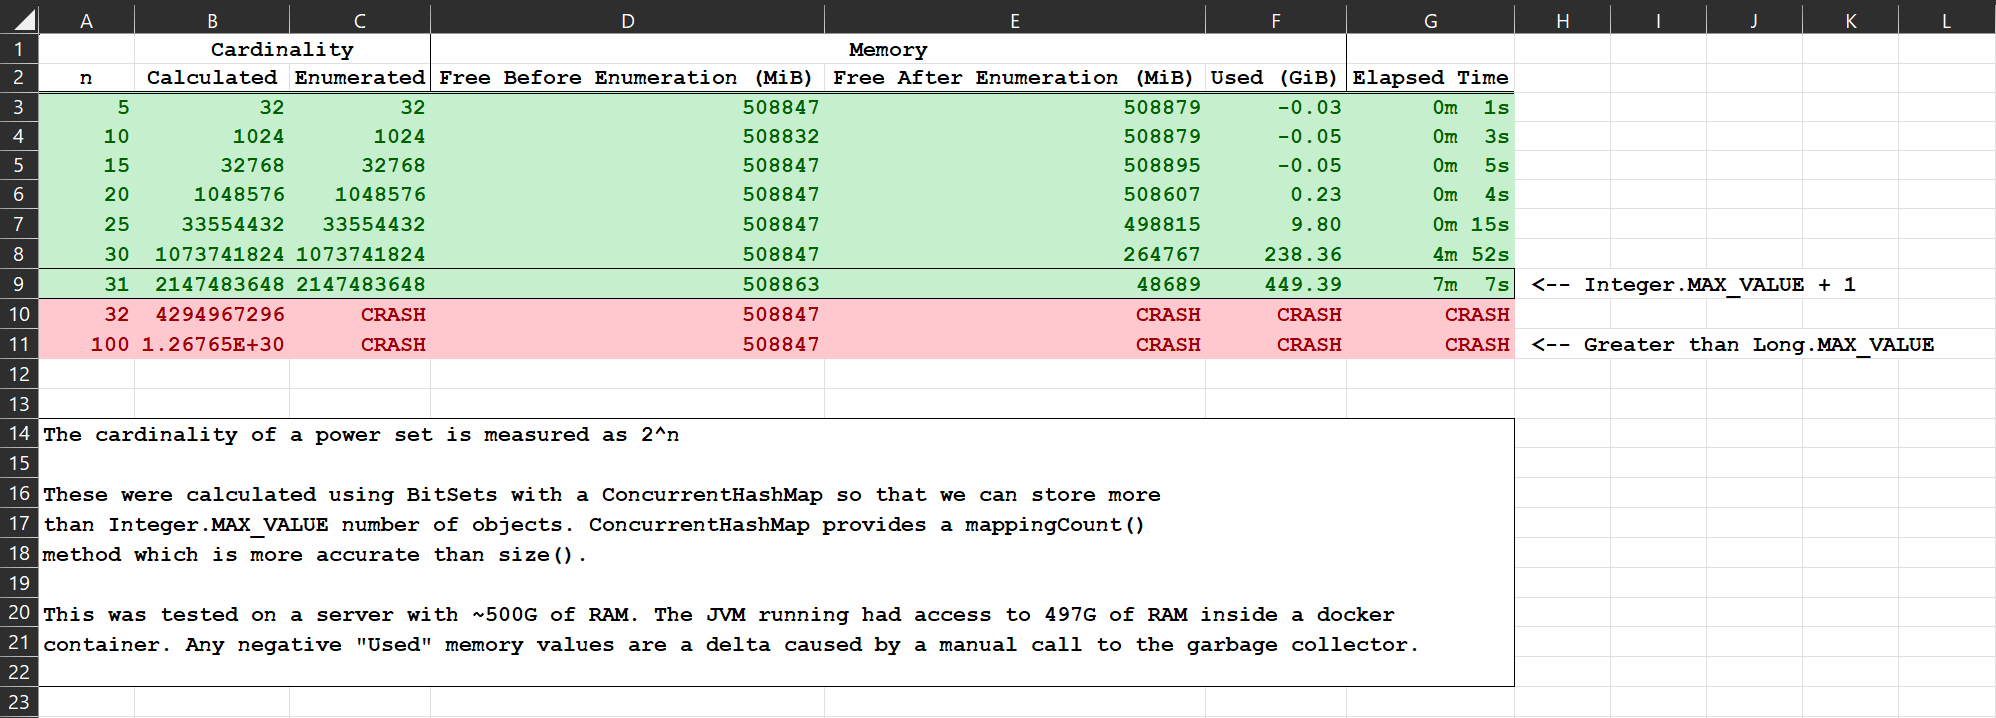 A B C D E F G H I J K L
1 Cardinality Memory
2 n Calculated Enumerated Free Before Enumeration (MiB) Free After Enumeration (MiB) Used (GiB) Elapsed Time
3 5 32 32 508847 508879 -0.03 0m 1s
4 10 1024 1024 508832 508879 -0.05 0m 3s
5 15 32768 32768 508847 508895 -0.05 0m 5s
6 20 1048576 1048576 508847 508607 0.23 0m 4s
7 25 33554432 33554432 508847 498815 9.80 0m 15s
8 30 1073741824 1073741824 508847 264767 238.36 4m 52s
9 31 2147483648 2147483648 508863 48689 449.39 7m 7s <-- Integer.MAX_VALUE + 1
10 32 4294967296 CRASH 508847 CRASH CRASH CRASH
11 100 1.26765E+30 CRASH 508847 CRASH CRASH CRASH <-- Greater than Long.MAX_VALUE
12
13
14 The cardinality of a power set is measured as 2^n
15
16 These were calculated using BitSets with a ConcurrentHashMap so that we can store more
17 than Integer.MAX_VALUE number of objects. ConcurrentHashMap provides a mappingCount()
18 method which is more accurate than size().
19
20 This was tested on a server with ~500G of RAM. The JVM running had access to 497G of RAM inside a docker
21 container. Any negative "Used" memory values are a delta caused by a manual call to the garbage collector.
22
23